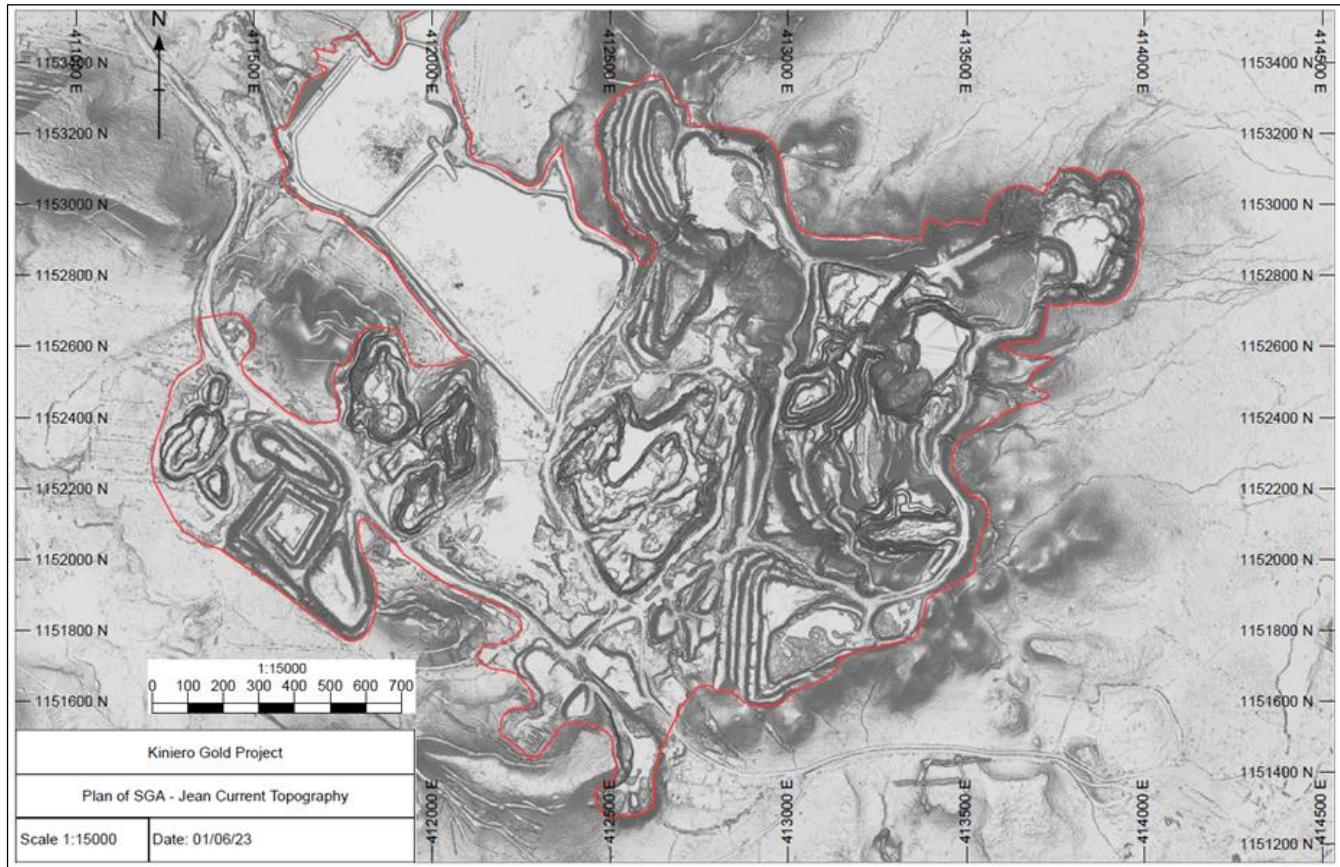 N
411000 E
411500 E
412000 E
412500 E
413000 E
413500 E
414000 E
414500 E
1153400 N
1153400 N
1153200 N
1153200 N
1153000 N
1153000 N
1152800 N
1152800 N
1152600 N
1152600 N
1152400 N
1152400 N
1152200 N
1152200 N
1152000 N
1152000 N
1151800 N
1151800 N
1151600 N
1151600 N
1151400 N
1151200 N
1:15000
0 100 200 300 400 500 600 700
Kiniero Gold Project
Plan of SGA - Jean Current Topography
Scale 1:15000
Date: 01/06/23
412000 E
412500 E
413000 E
413500 E
414000 E
414500 E